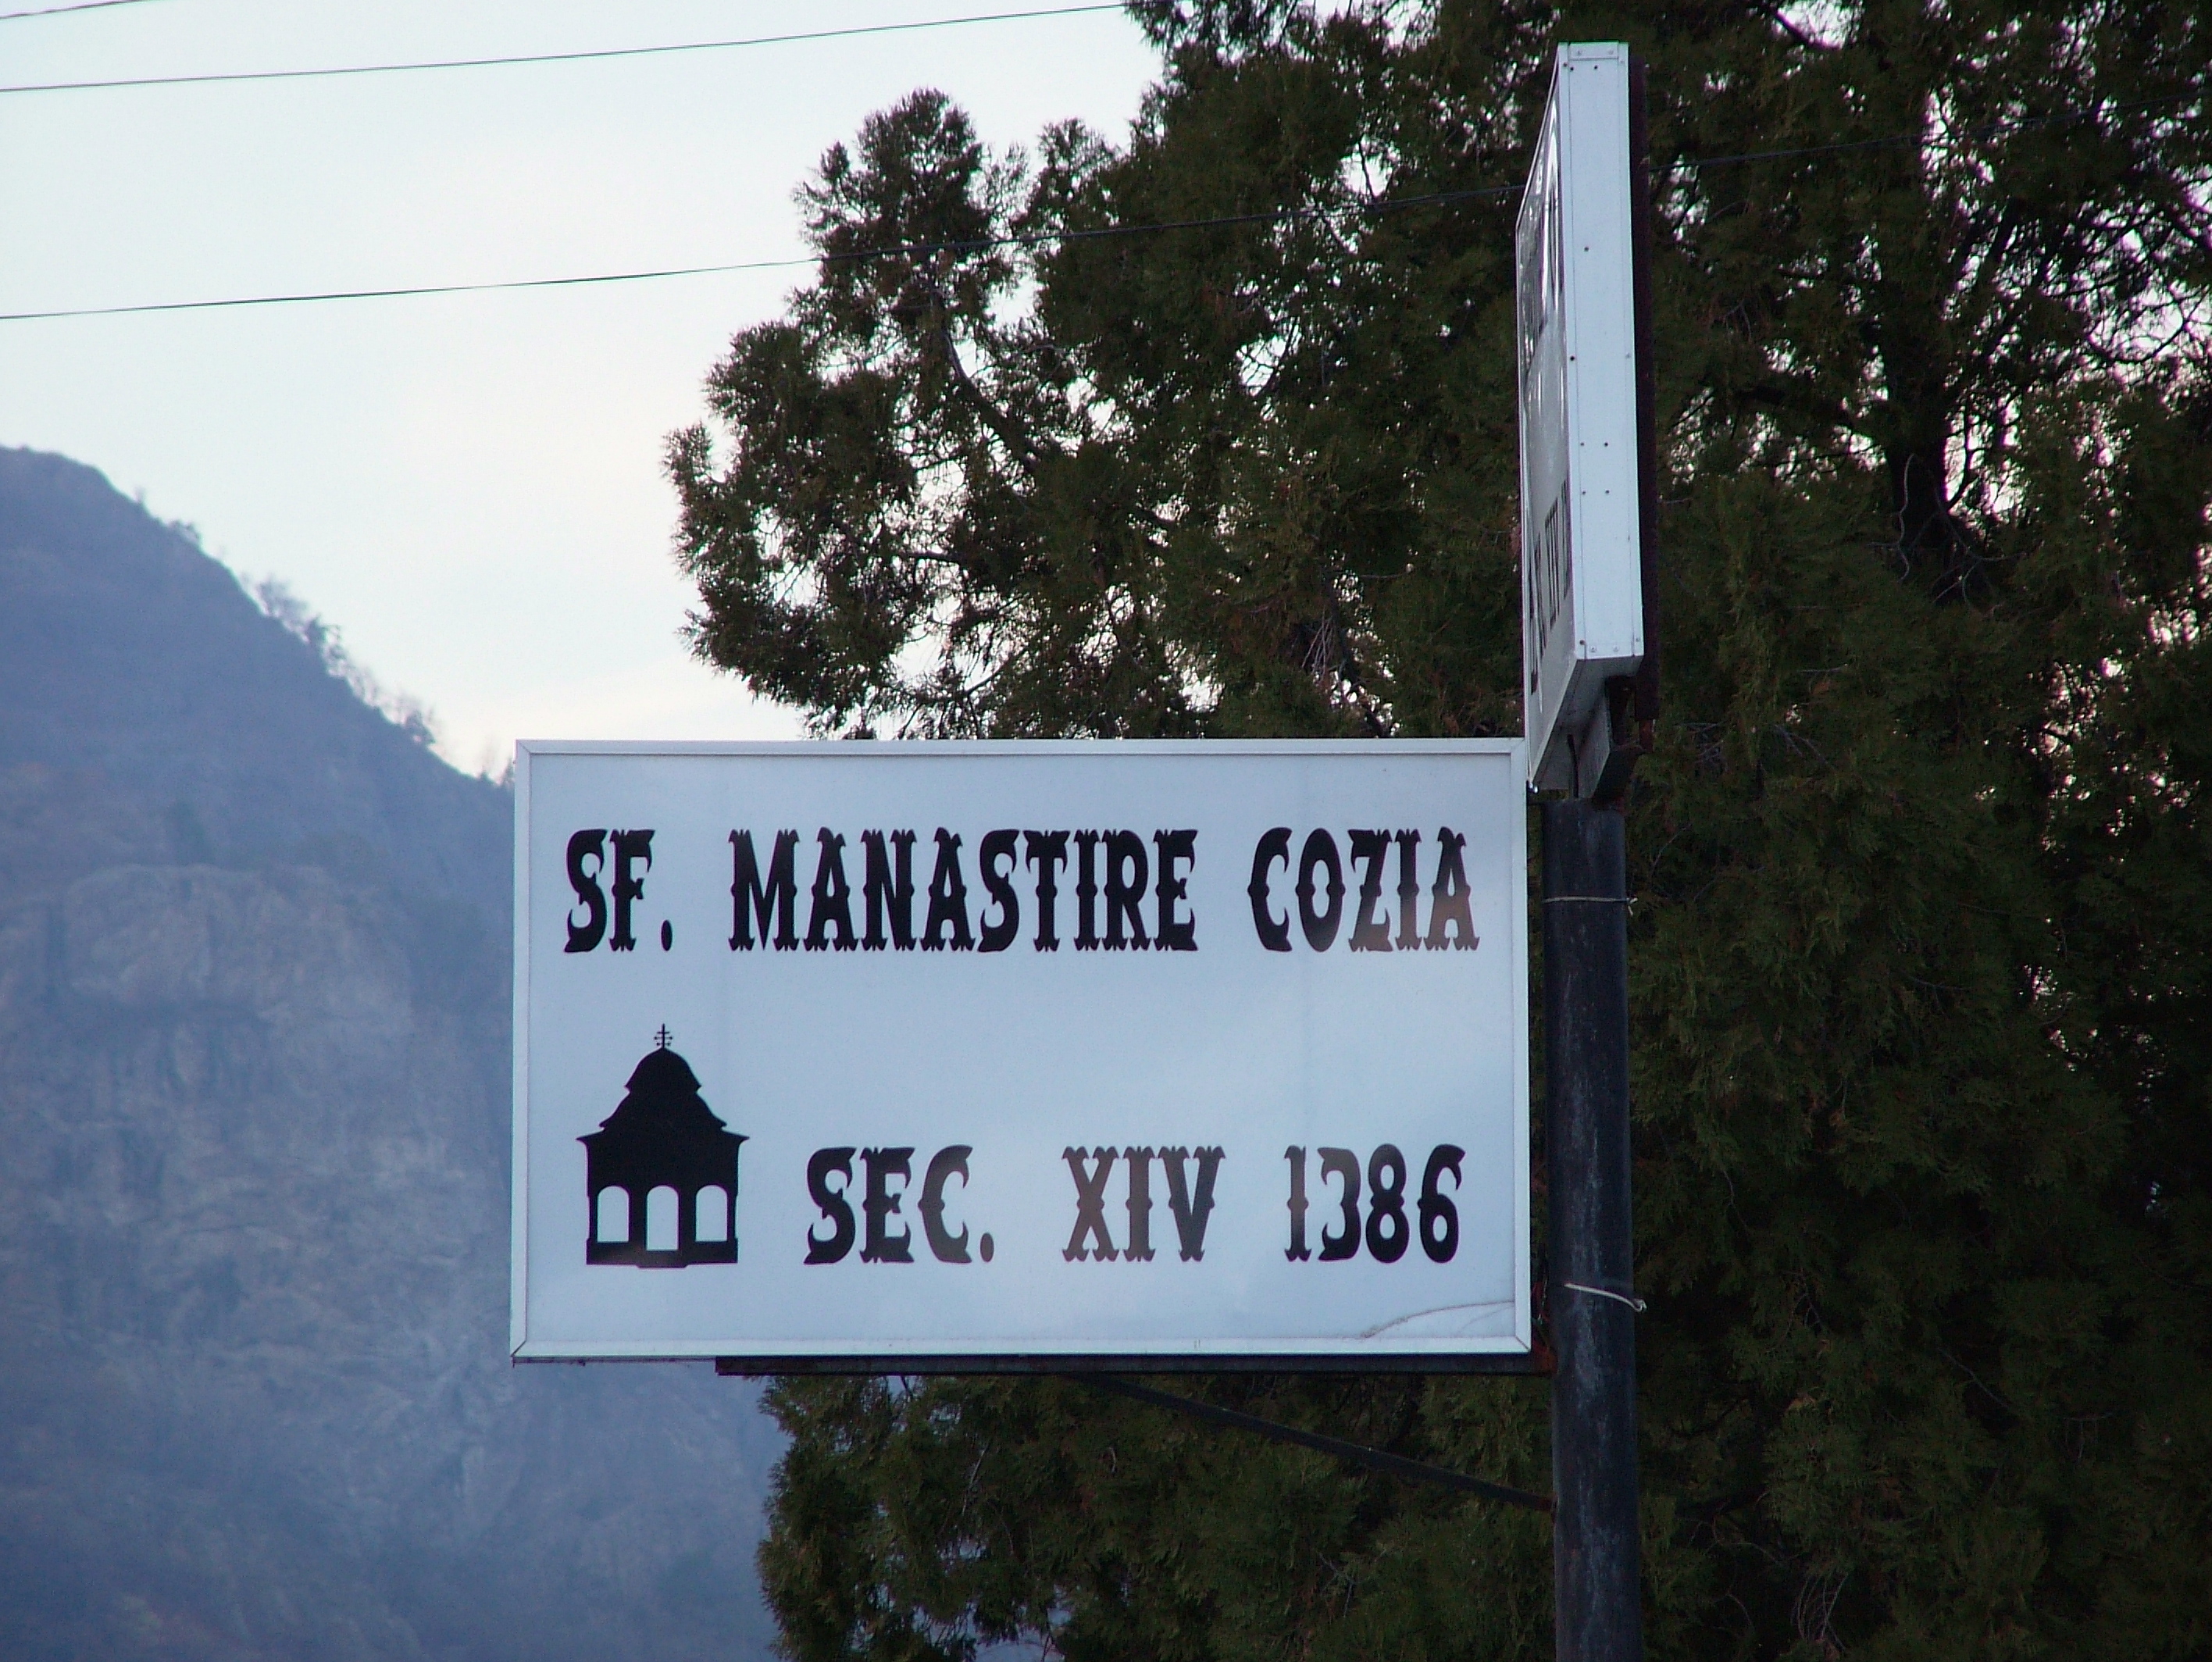 SF. MANASTIRE COZIA
SEC. XIV 1386